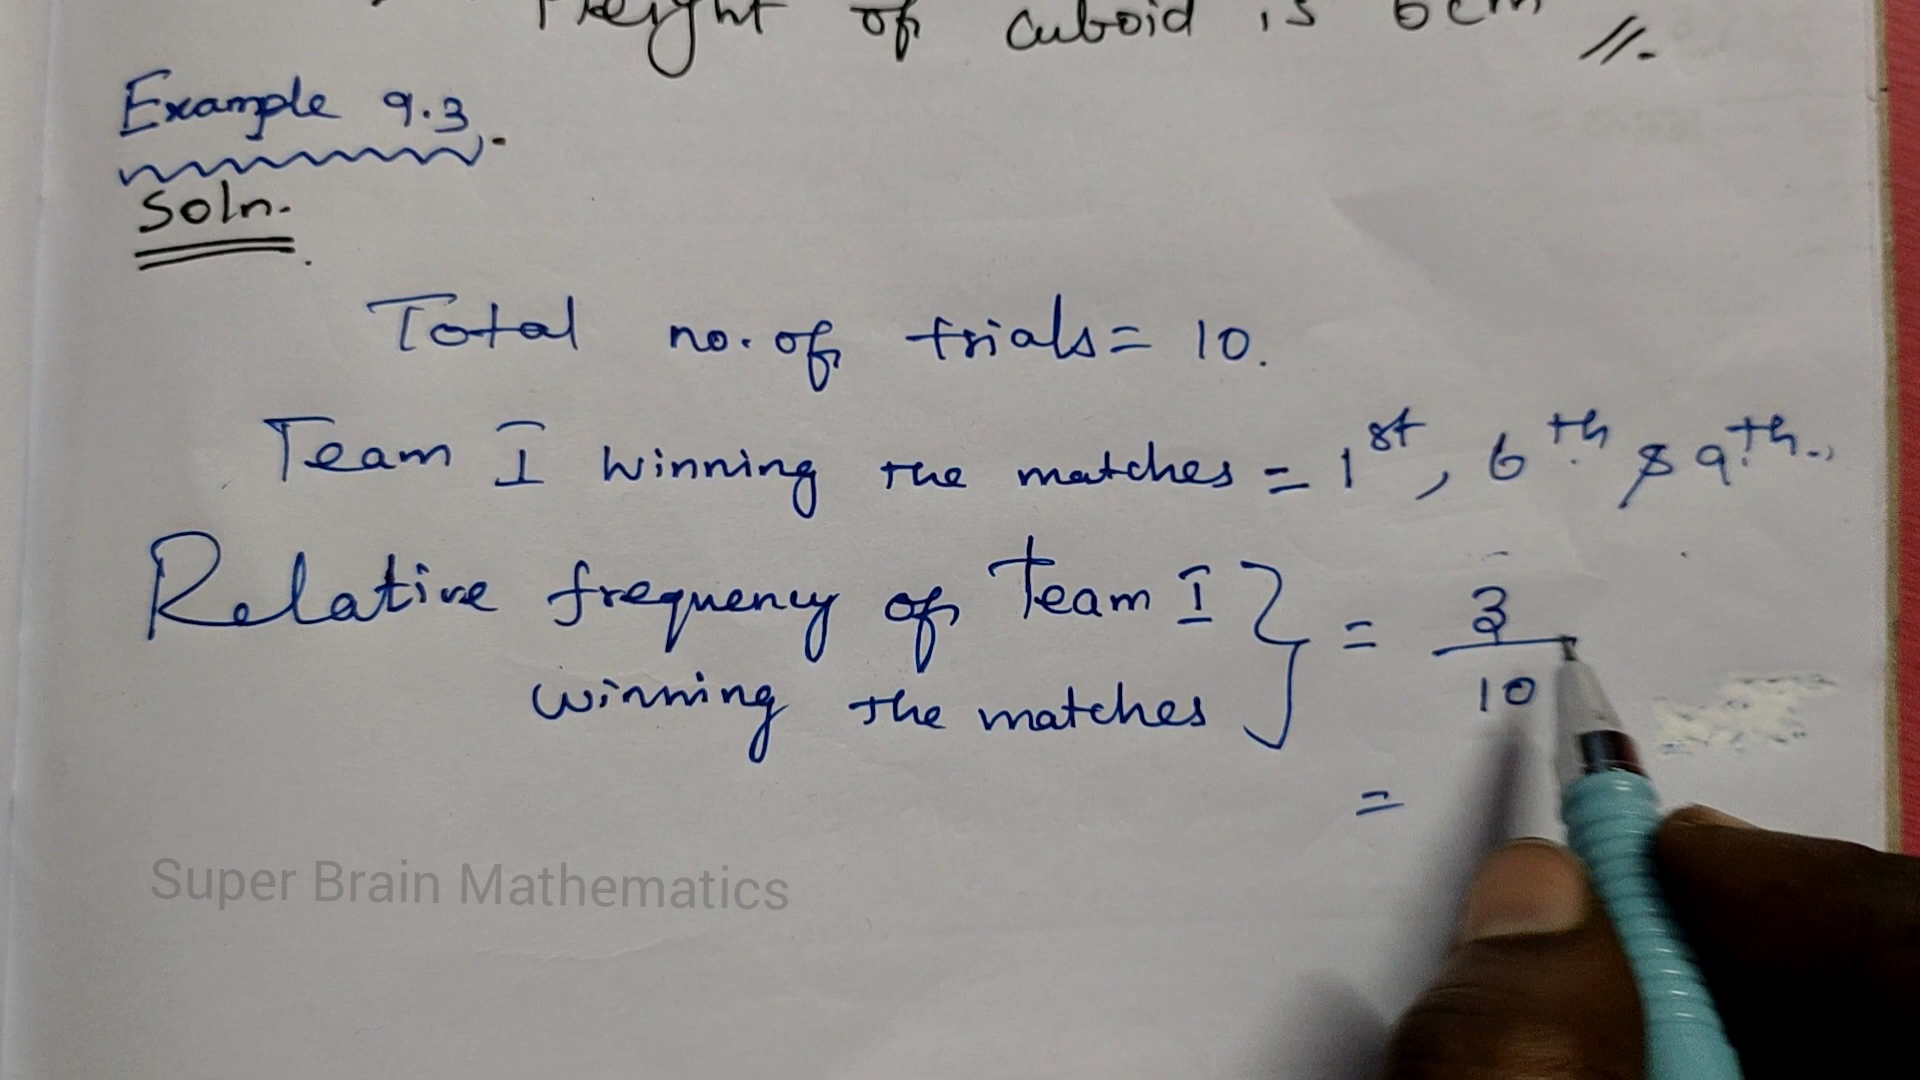 Height of cuboid is 6cm //.
Example 9.3.
Soln.
Total no. of trials = 10.
Team I winning the matches = 1st, 6th & 9th.
Relative frequency of Team I } = 3/10
winning the matches
=
Super Brain Mathematics